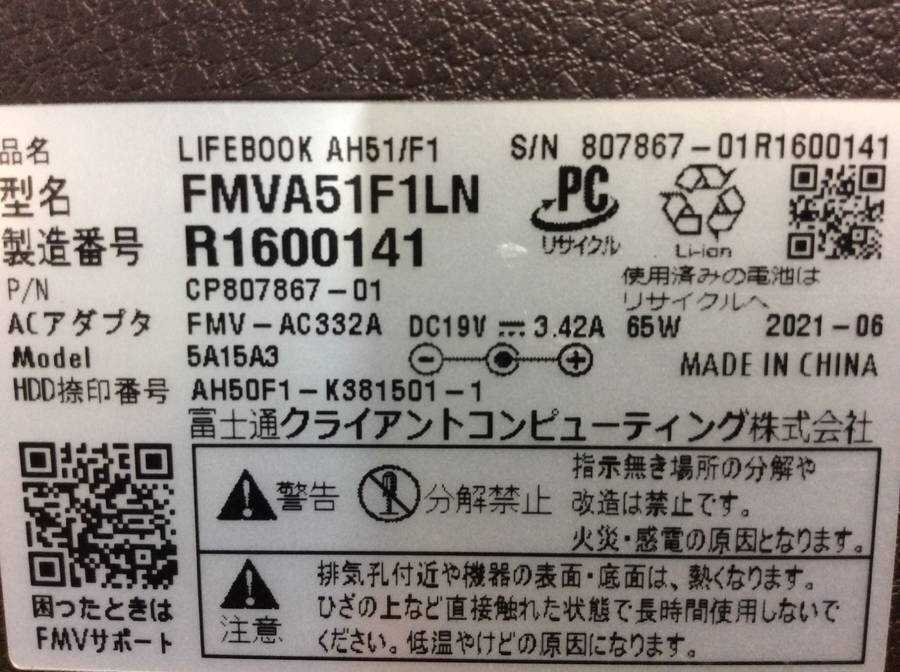 品名 LIFEBOOK AH51/F1 S/N 807867-01R1600141
型名 FMVA51F1LN
製造番号 R1600141
PC
リサイクル
Li-ion
使用済みの電池は
リサイクルへ
P/N CP807867-01
ACアダプタ FMV-AC332A DC19V 3.42A 65W 2021-06
Model 5A15A3
MADE IN CHINA
HDD捺印番号 AH50F1-K381501-1
富士通クライアントコンピューティング株式会社
警告 分解禁止
指示無き場所の分解や
改造は禁止です。
火災・感電の原因となります。
注意
排気孔付近や機器の表面・底面は、熱くなります。
ひざの上など直接触れた状態で長時間使用しないで
ください。低温やけどの原因になります。
困ったときは
FMVサポート